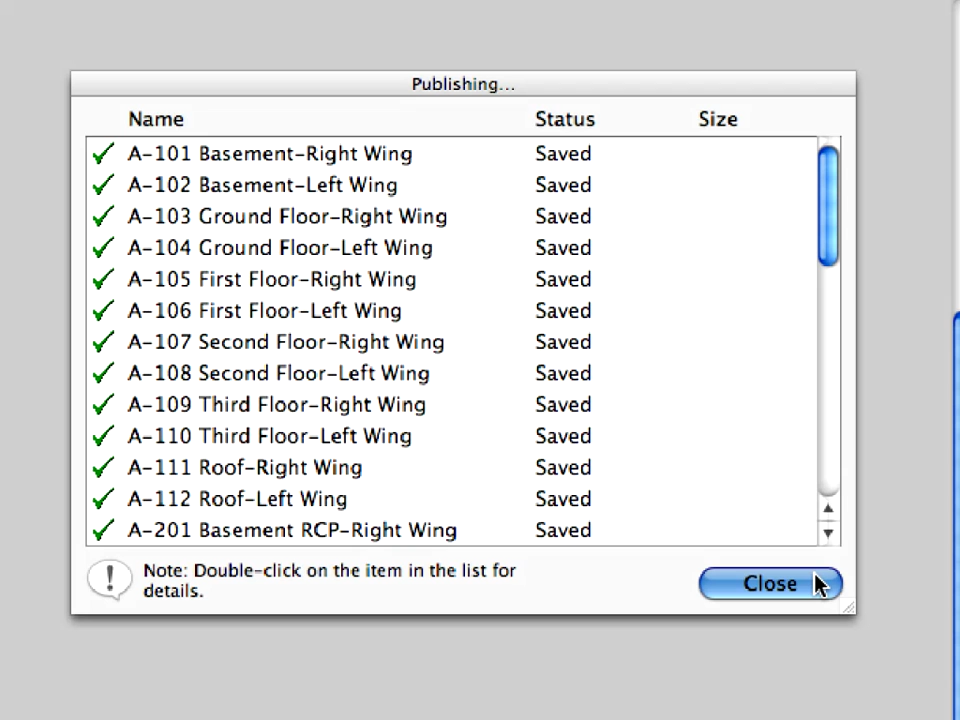 Publishing...
Name Status Size
A-101 Basement-Right Wing Saved
A-102 Basement-Left Wing Saved
A-103 Ground Floor-Right Wing Saved
A-104 Ground Floor-Left Wing Saved
A-105 First Floor-Right Wing Saved
A-106 First Floor-Left Wing Saved
A-107 Second Floor-Right Wing Saved
A-108 Second Floor-Left Wing Saved
A-109 Third Floor-Right Wing Saved
A-110 Third Floor-Left Wing Saved
A-111 Roof-Right Wing Saved
A-112 Roof-Left Wing Saved
A-201 Basement RCP-Right Wing Saved
Note: Double-click on the item in the list for
details.
Close